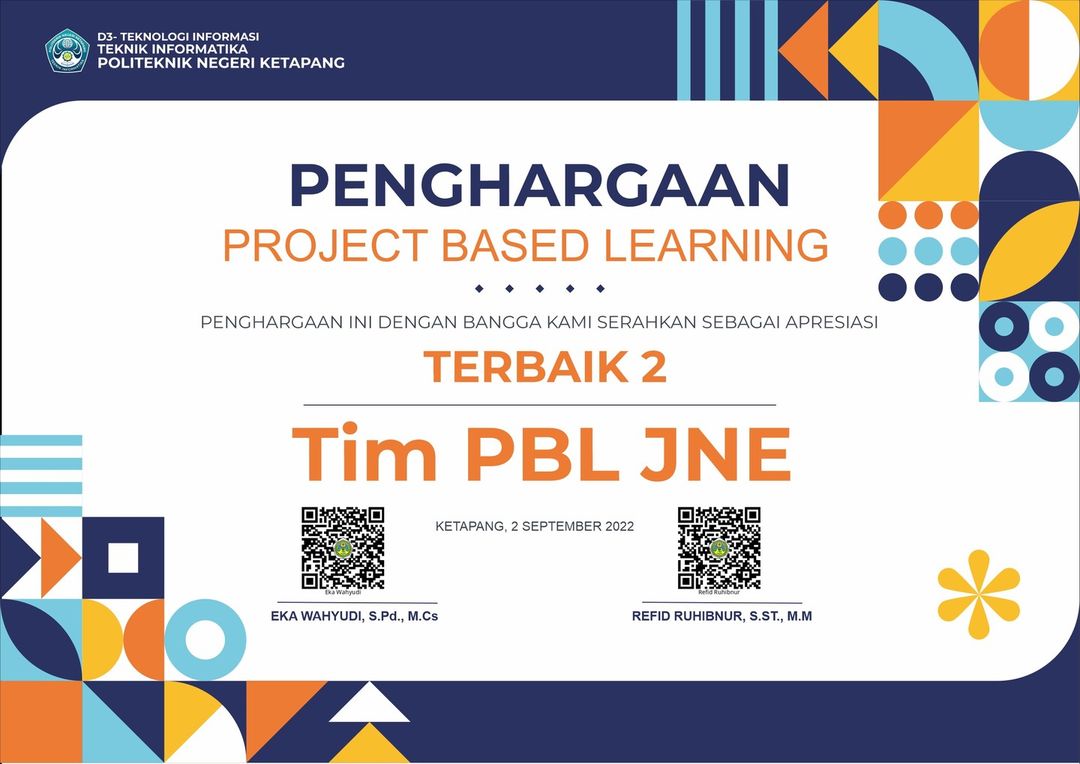 D3- TEKNOLOGI INFORMASI
TEKNIK INFORMATIKA
POLITEKNIK NEGERI KETAPANG
PENGHARGAAN
PROJECT BASED LEARNING
PENGHARGAAN INI DENGAN BANGGA KAMI SERAHKAN SEBAGAI APRESIASI
TERBAIK 2
Tim PBL JNE
KETAPANG, 2 SEPTEMBER 2022
Eka Wahyudi
Refid Ruhibnur
EKA WAHYUDI, S.Pd., M.Cs
REFID RUHIBNUR, S.ST., M.M